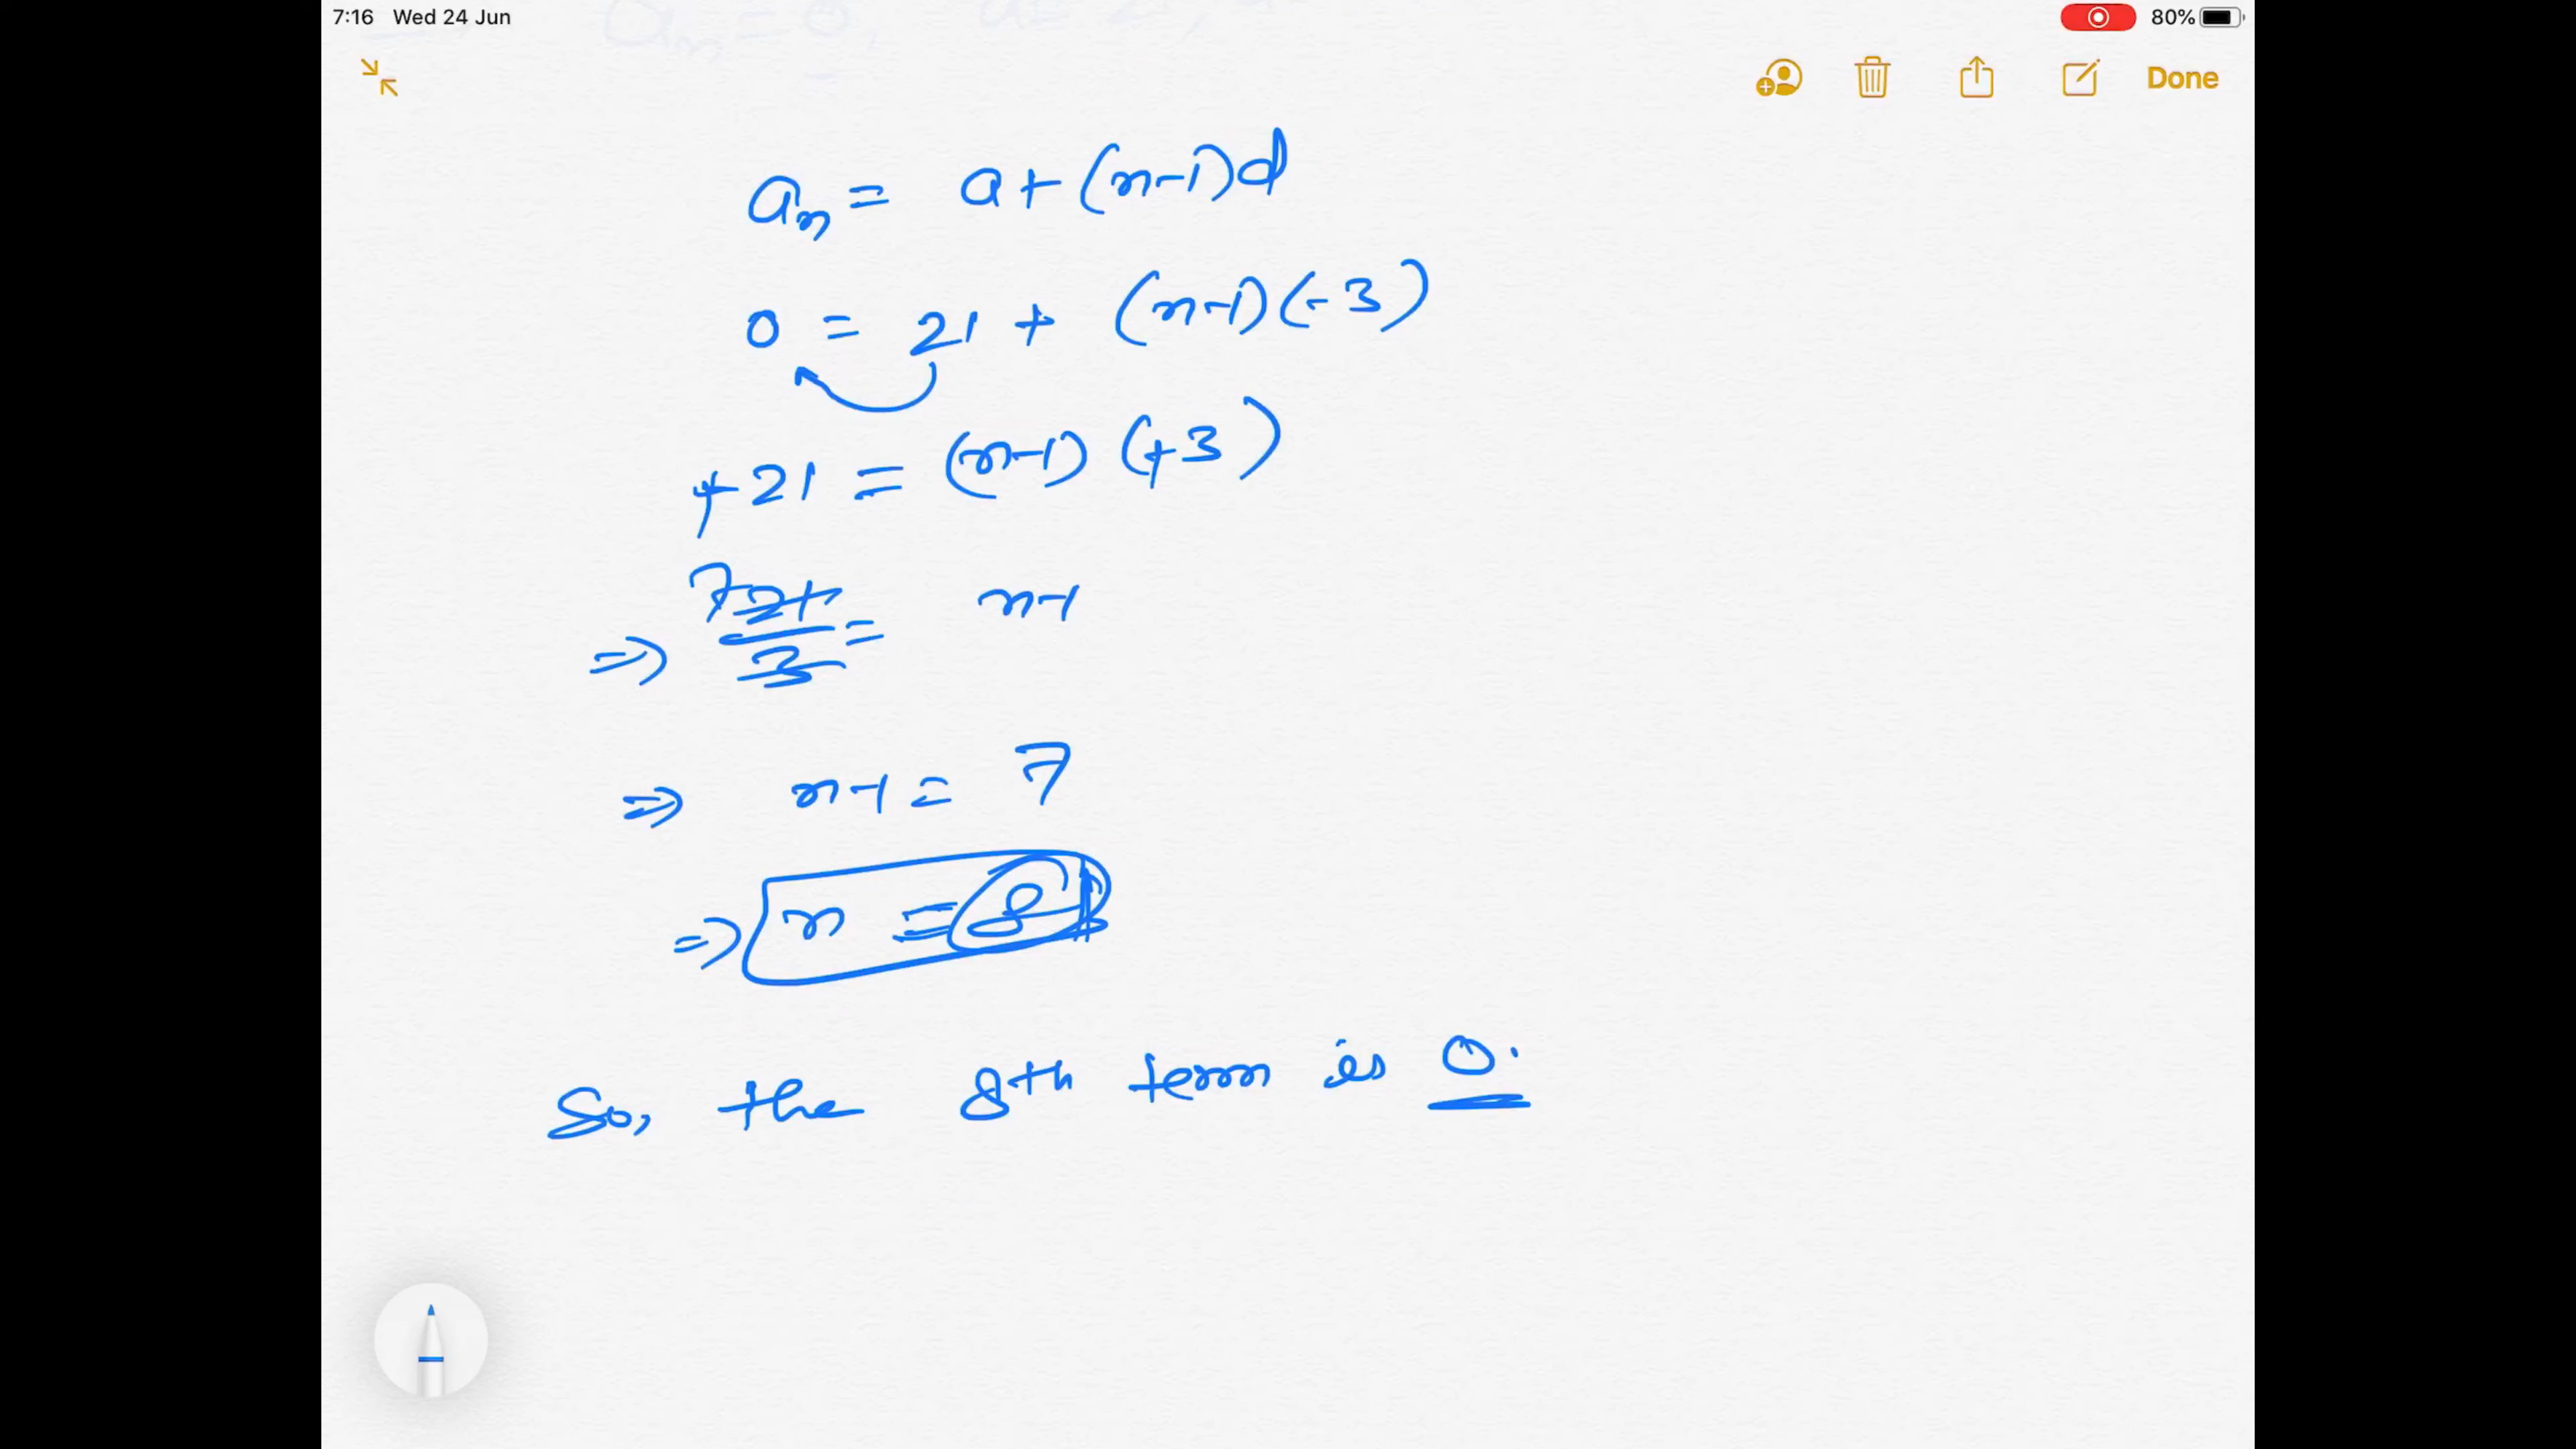 7:16 Wed 24 Jun
80%
Done
aₙ = a + (n-1)d
0 = 21 + (n-1)(-3)
+21 = (n-1)(+3)
⇒ 7 21/3 = n-1
⇒ n-1 = 7
⇒ n = 8
So, the 8th term is 0.